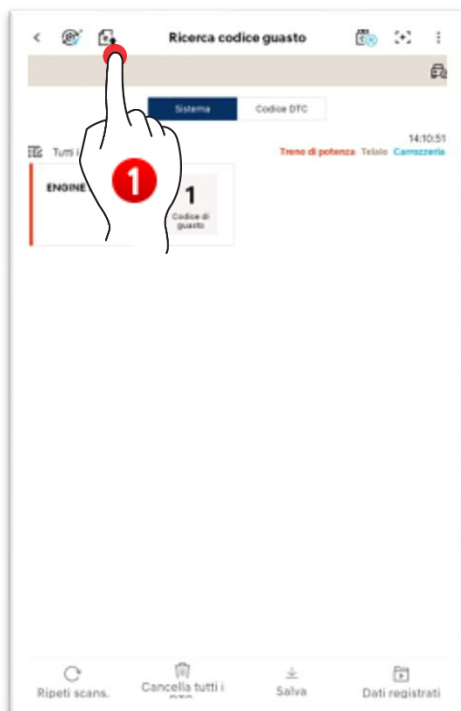 Ricerca codice guasto
Sistema Codice DTC
14:10:51
Tutti i
Treno di potenza Telaio Carrozzeria
ENGINE
1
1
Codice di
guasto
Ripeti scans.
Cancella tutti i
Salva
Dati registrati